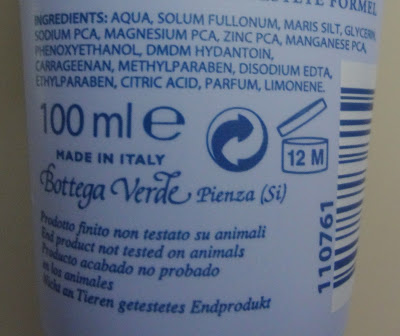 FORMEL
INGREDIENTS: AQUA, SOLUM FULLONUM, MARIS SILT, GLYCERIN,
SODIUM PCA, MAGNESIUM PCA, ZINC PCA, MANGANESE PCA,
PHENOXYETHANOL, DMDM HYDANTOIN,
CARRAGEENAN, METHYLPARABEN, DISODIUM EDTA,
ETHYLPARABEN, CITRIC ACID, PARFUM, LIMONENE.
100 ml e
12 M
MADE IN ITALY
Bottega Verde Pienza (Si)
110761
Prodotto finito non testato su animali
End product not tested on animals
Producto acabado no probado
en los animales
Nicht an Tieren getestetes Endprodukt